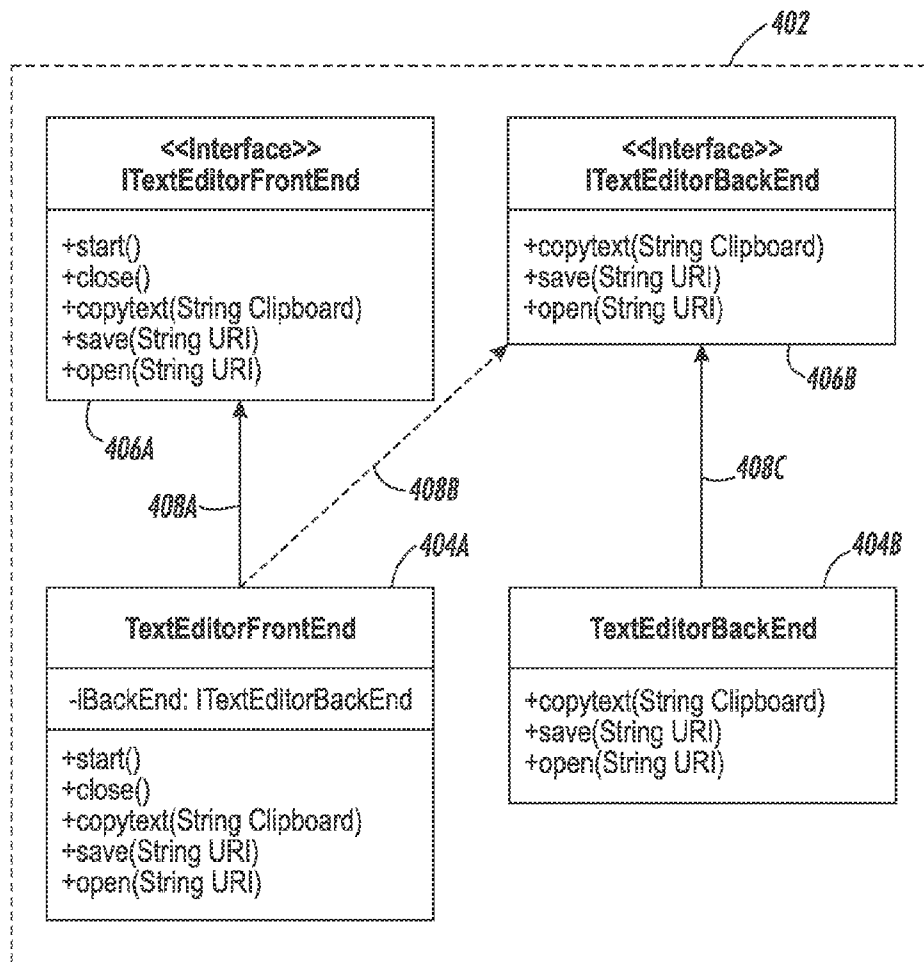 402
<<Interface>>
ITextEditorFrontEnd
+start()
+close()
+copytext(String Clipboard)
+save(String URI)
+open(String URI)
406A
<<Interface>>
ITextEditorBackEnd
+copytext(String Clipboard)
+save(String URI)
+open(String URI)
406B
408A
408B
408C
404A
TextEditorFrontEnd
-iBackEnd: ITextEditorBackEnd
+start()
+close()
+copytext(String Clipboard)
+save(String URI)
+open(String URI)
404B
TextEditorBackEnd
+copytext(String Clipboard)
+save(String URI)
+open(String URI)